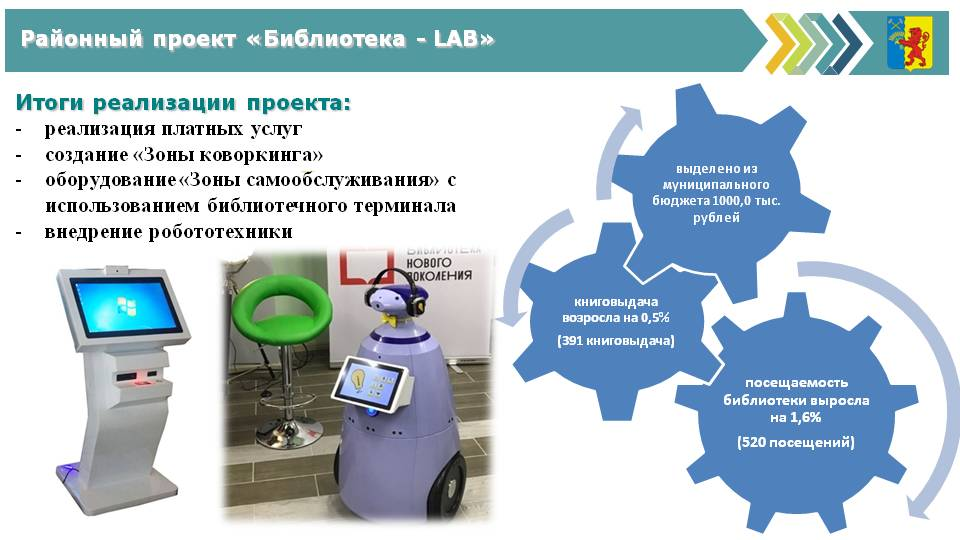 Районный проект «Библиотека - LAB»
Итоги реализации проекта:
- реализация платных услуг
- создание «Зоны коворкинга»
- оборудование «Зоны самообслуживания» с
использованием библиотечного терминала
- внедрение робототехники
БИБЛИОТЕКА
НОВОГО
ПОКОЛЕНИЯ
выделено из
муниципального
бюджета 1000,0 тыс.
рублей
книговыдача
возросла на 0,5%
(391 книговыдача)
посещаемость
библиотеки выросла
на 1,6%
(520 посещений)